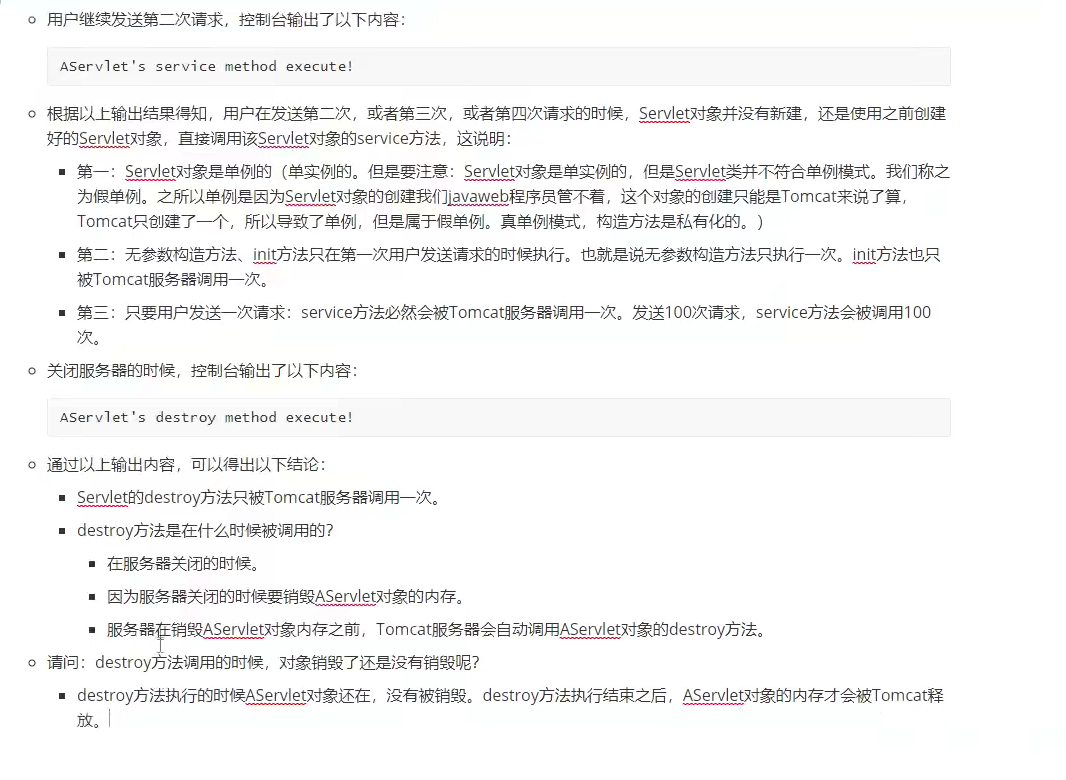 用户继续发送第二次请求，控制台输出了以下内容：
AServlet's service method execute!
根据以上输出结果得知，用户在发送第二次，或者第三次，或者第四次请求的时候，Servlet对象并没有新建，还是使用之前创建
好的Servlet对象，直接调用该Servlet对象的service方法，这说明：
第一：Servlet对象是单例的（单实例的。但是要注意：Servlet对象是单实例的，但是Servlet类并不符合单例模式。我们称之
为假单例。之所以单例是因为Servlet对象的创建我们javaweb程序员管不着，这个对象的创建只能是Tomcat来说了算，
Tomcat只创建了一个，所以导致了单例，但是属于假单例。真单例模式，构造方法是私有化的。）
第二：无参数构造方法、init方法只在第一次用户发送请求的时候执行。也就是说无参数构造方法只执行一次。init方法也只
被Tomcat服务器调用一次。
第三：只要用户发送一次请求：service方法必然会被Tomcat服务器调用一次。发送100次请求，service方法会被调用100
次。
关闭服务器的时候，控制台输出了以下内容：
AServlet's destroy method execute!
通过以上输出内容，可以得出以下结论：
Servlet的destroy方法只被Tomcat服务器调用一次。
destroy方法是在什么时候被调用的？
在服务器关闭的时候。
因为服务器关闭的时候要销毁AServlet对象的内存。
服务器在销毁AServlet对象内存之前，Tomcat服务器会自动调用AServlet对象的destroy方法。
请问：destroy方法调用的时候，对象销毁了还是没有销毁呢？
destroy方法执行的时候AServlet对象还在，没有被销毁。destroy方法执行结束之后，AServlet对象的内存才会被Tomcat释
放。